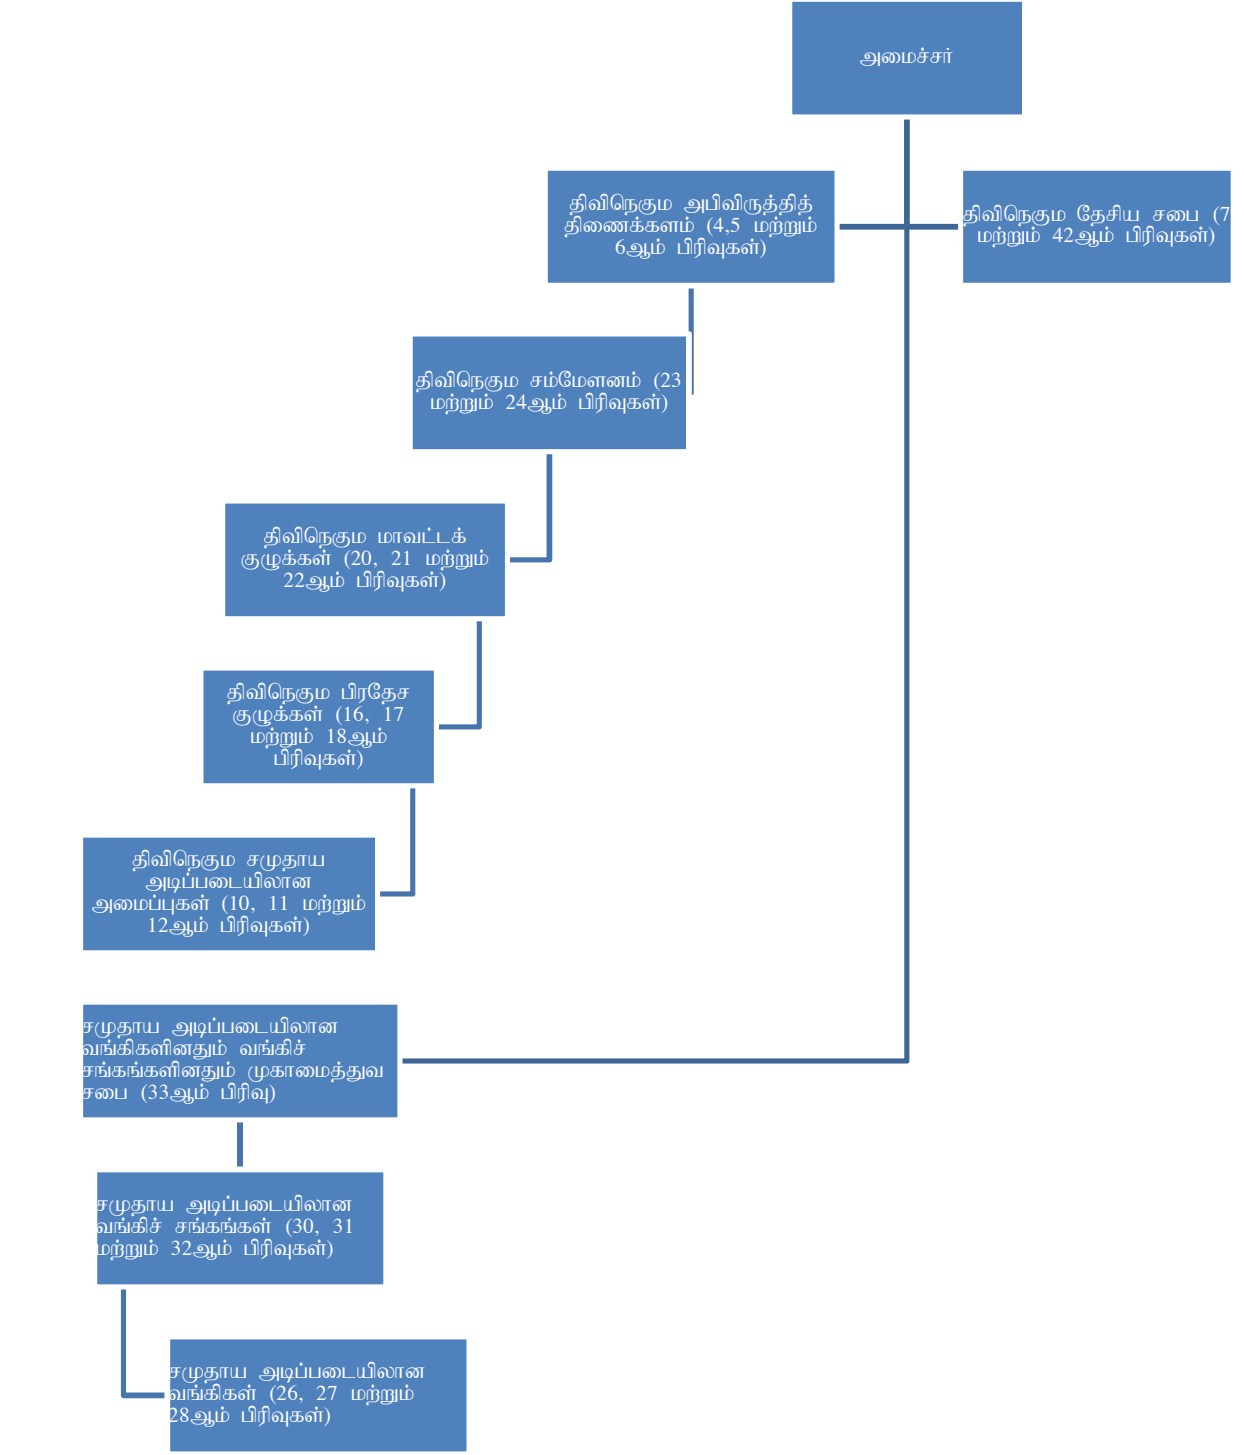 அமைச்சர்
திவிநெகும அபிவிருத்தித்
திணைக்களம் (4,5 மற்றும்
6ஆம் பிரிவுகள்)
திவிநெகும தேசிய சபை (7
மற்றும் 42ஆம் பிரிவுகள்)
திவிநெகும சம்மேளனம் (23
மற்றும் 24ஆம் பிரிவுகள்)
திவிநெகும மாவட்டக்
குழுக்கள் (20, 21 மற்றும்
22ஆம் பிரிவுகள்)
திவிநெகும பிரதேச
குழுக்கள் (16, 17
மற்றும் 18ஆம்
பிரிவுகள்)
திவிநெகும சமுதாய
அடிப்படையிலான
அமைப்புகள் (10, 11 மற்றும்
12ஆம் பிரிவுகள்)
சமுதாய அடிப்படையிலான
வங்கிகளினதும் வங்கிச்
சங்கங்களினதும் முகாமைத்துவ
சபை (33ஆம் பிரிவு)
சமுதாய அடிப்படையிலான
வங்கிச் சங்கங்கள் (30, 31
மற்றும் 32ஆம் பிரிவுகள்)
சமுதாய அடிப்படையிலான
வங்கிகள் (26, 27 மற்றும்
28ஆம் பிரிவுகள்)